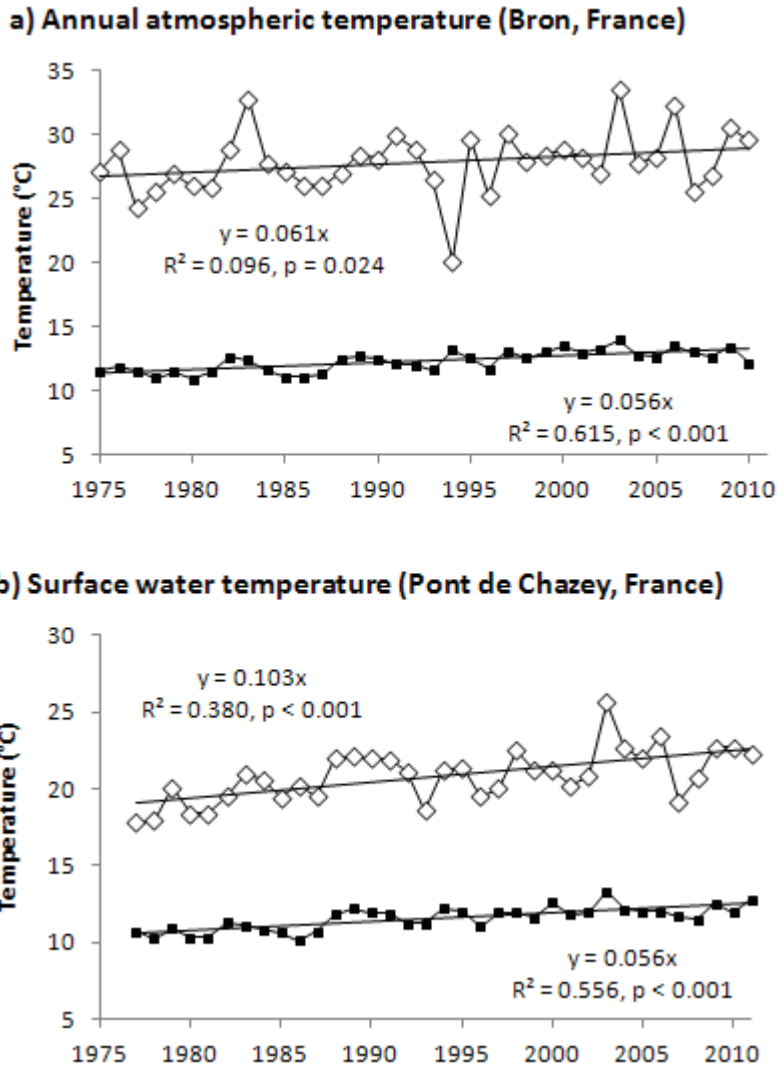 a) Annual atmospheric temperature (Bron, France)
35
30
25
20
15
10
5
Temperature (°C)
y = 0.061x
R² = 0.096, p = 0.024
y = 0.056x
R² = 0.615, p < 0.001
1975 1980 1985 1990 1995 2000 2005 2010
b) Surface water temperature (Pont de Chazey, France)
30
25
20
15
10
5
Temperature (°C)
y = 0.103x
R² = 0.380, p < 0.001
y = 0.056x
R² = 0.556, p < 0.001
1975 1980 1985 1990 1995 2000 2005 2010